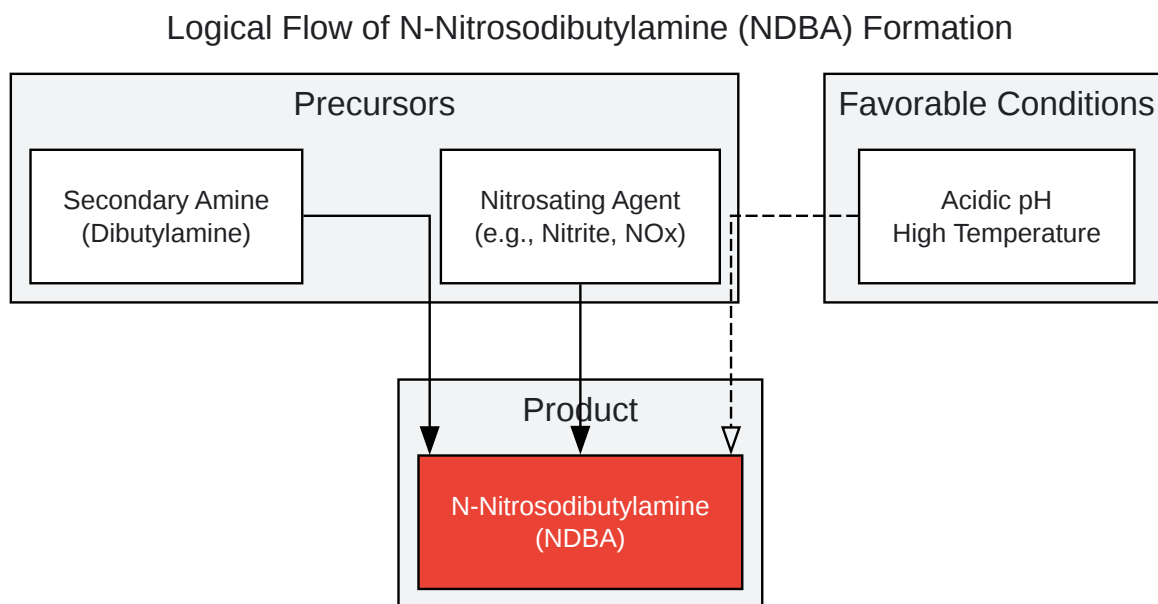 Logical Flow of N-Nitrosodibutylamine (NDBA) Formation
Precursors
Secondary Amine
(Dibutylamine)
Nitrosating Agent
(e.g., Nitrite, NOx)
Favorable Conditions
Acidic pH
High Temperature
Product
N-Nitrosodibutylamine
(NDBA)